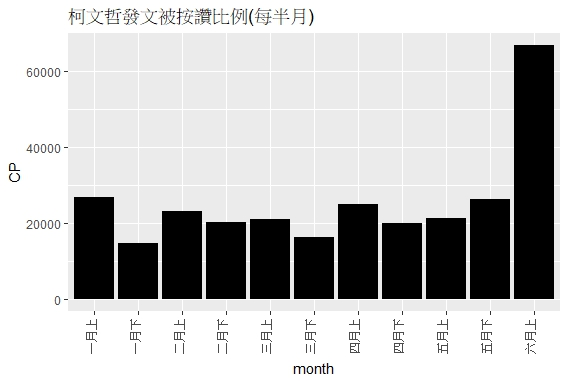 柯文哲發文被按讚比例(每半月)
CP
60000
40000
20000
0
一月上
一月下
二月上
二月下
三月上
三月下
四月上
四月下
五月上
五月下
六月上
month